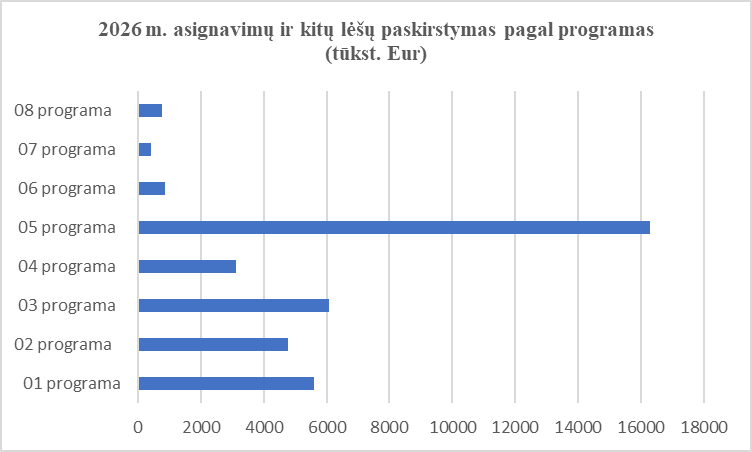 2026 m. asignavimų ir kitų lėšų paskirstymas pagal programas
(tūkst. Eur)
08 programa
07 programa
06 programa
05 programa
04 programa
03 programa
02 programa
01 programa
0 2000 4000 6000 8000 10000 12000 14000 16000 18000